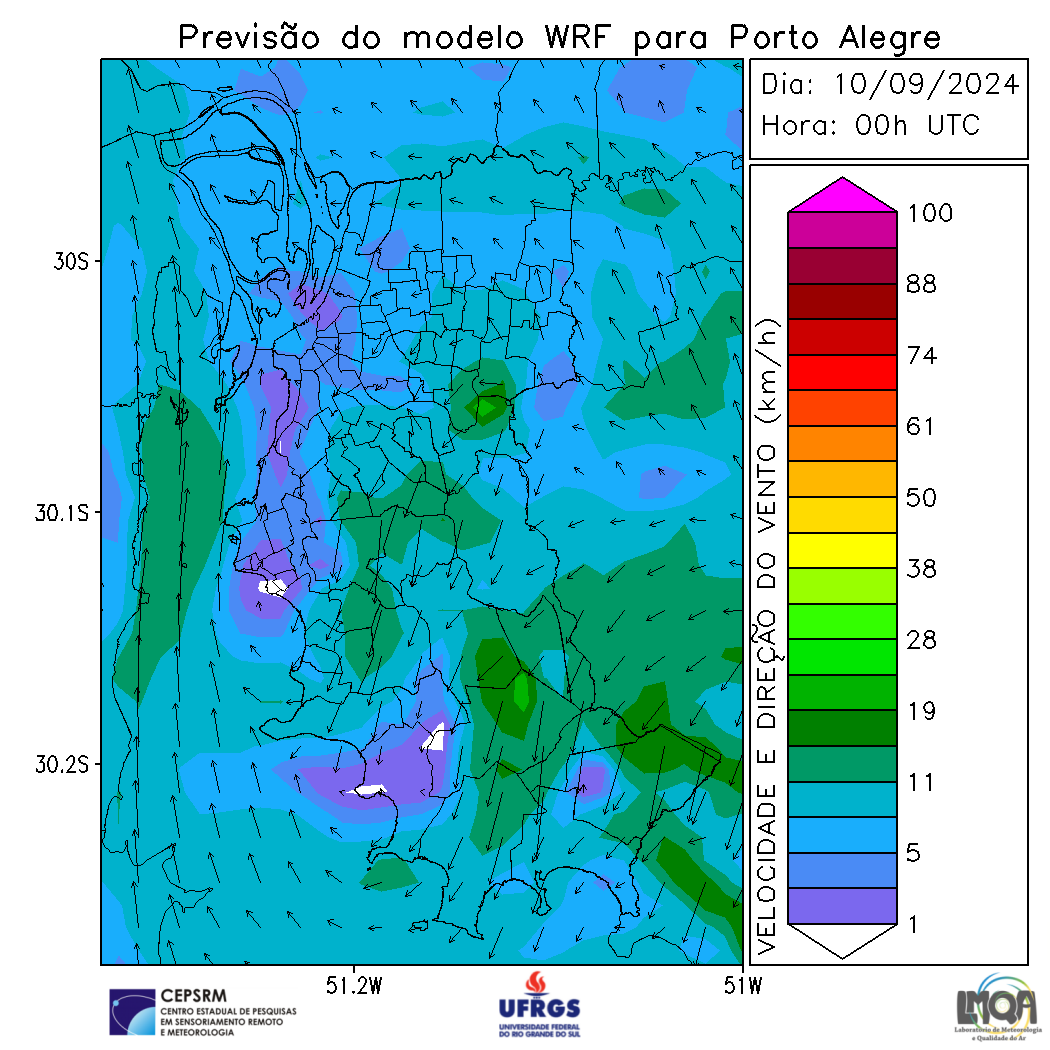 Previsão do modelo WRF para Porto Alegre
Dia: 10/09/2024
Hora: 00h UTC
30S
30.1S
30.2S
51.2W
51W
VELOCIDADE E DIREÇÃO DO VENTO (km/h)
100
88
74
61
50
38
28
19
11
5
1
CEPSRM
CENTRO ESTADUAL DE PESQUISAS
EM SENSORIAMENTO REMOTO
E METEOROLOGIA
UFRGS
UNIVERSIDADE FEDERAL
DO RIO GRANDE DO SUL
LMQA
Laboratório de Meteorologia
e Qualidade do Ar